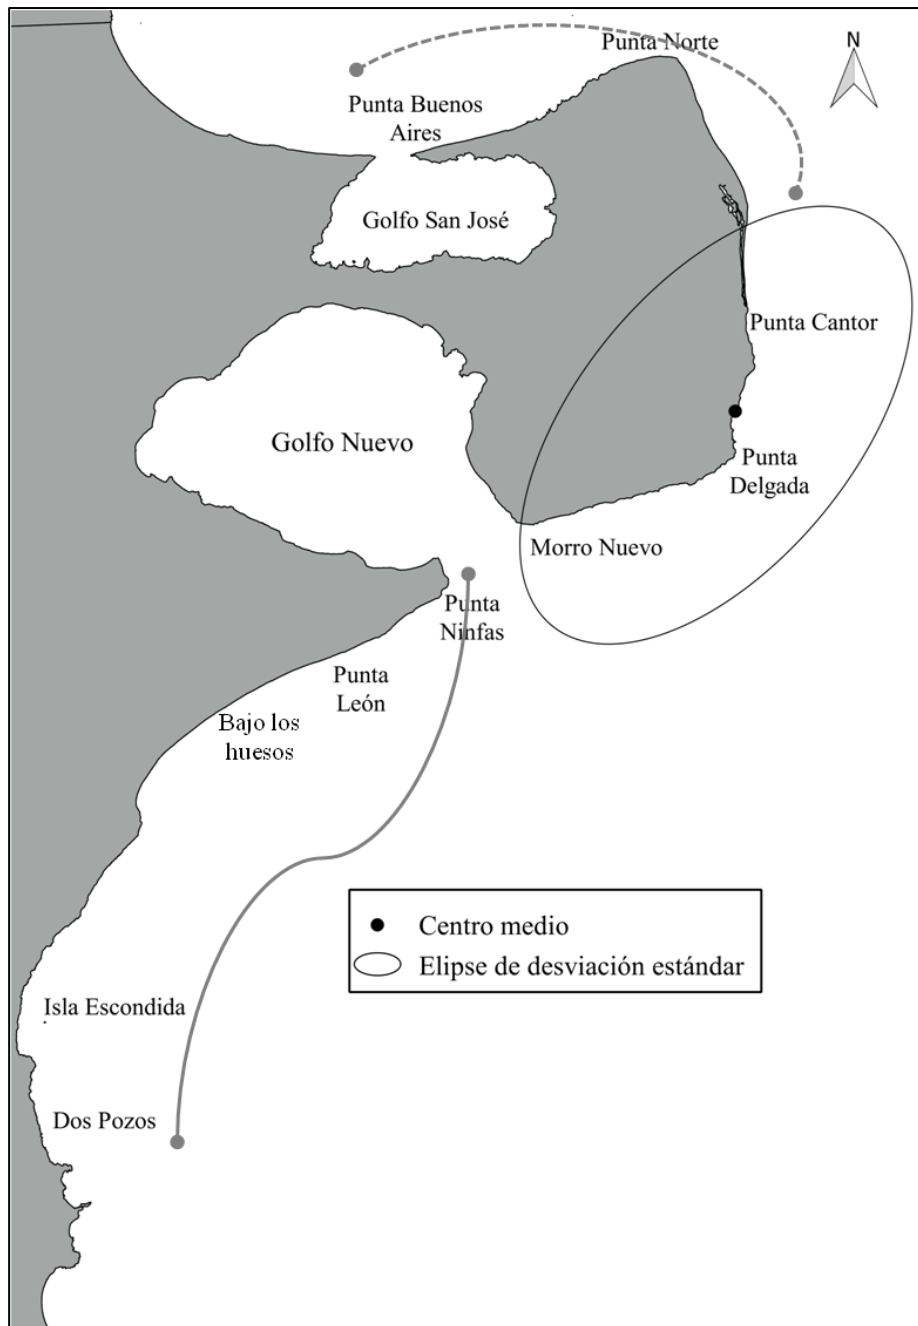 Punta Norte
N
Punta Buenos
Aires
Golfo San José
Punta Cantor
Golfo Nuevo
Punta
Delgada
Morro Nuevo
Punta
Ninfas
Punta
León
Bajo los
huesos
Centro medio
Elipse de desviación estándar
Isla Escondida
Dos Pozos